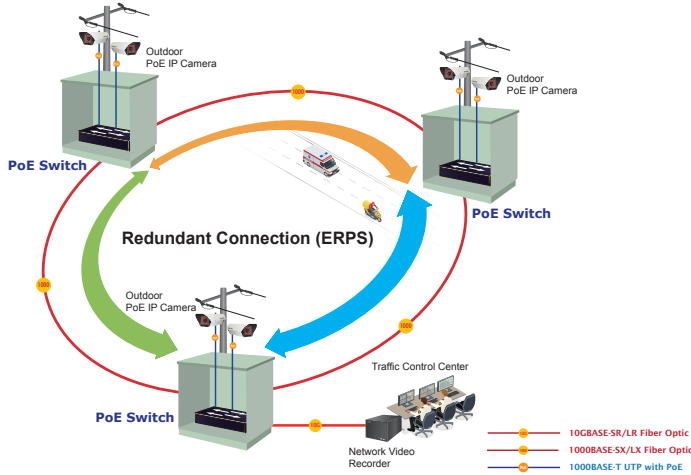 Outdoor
PoE IP Camera
1000
Outdoor
PoE IP Camera
PoE Switch
PoE Switch
Redundant Connection (ERPS)
1000
Outdoor
PoE IP Camera
1000
Traffic Control Center
PoE Switch
10G
Network Video
Recorder
10GBASE-SR/LR Fiber Optic
1000BASE-SX/LX Fiber Optic
1000BASE-T UTP with PoE